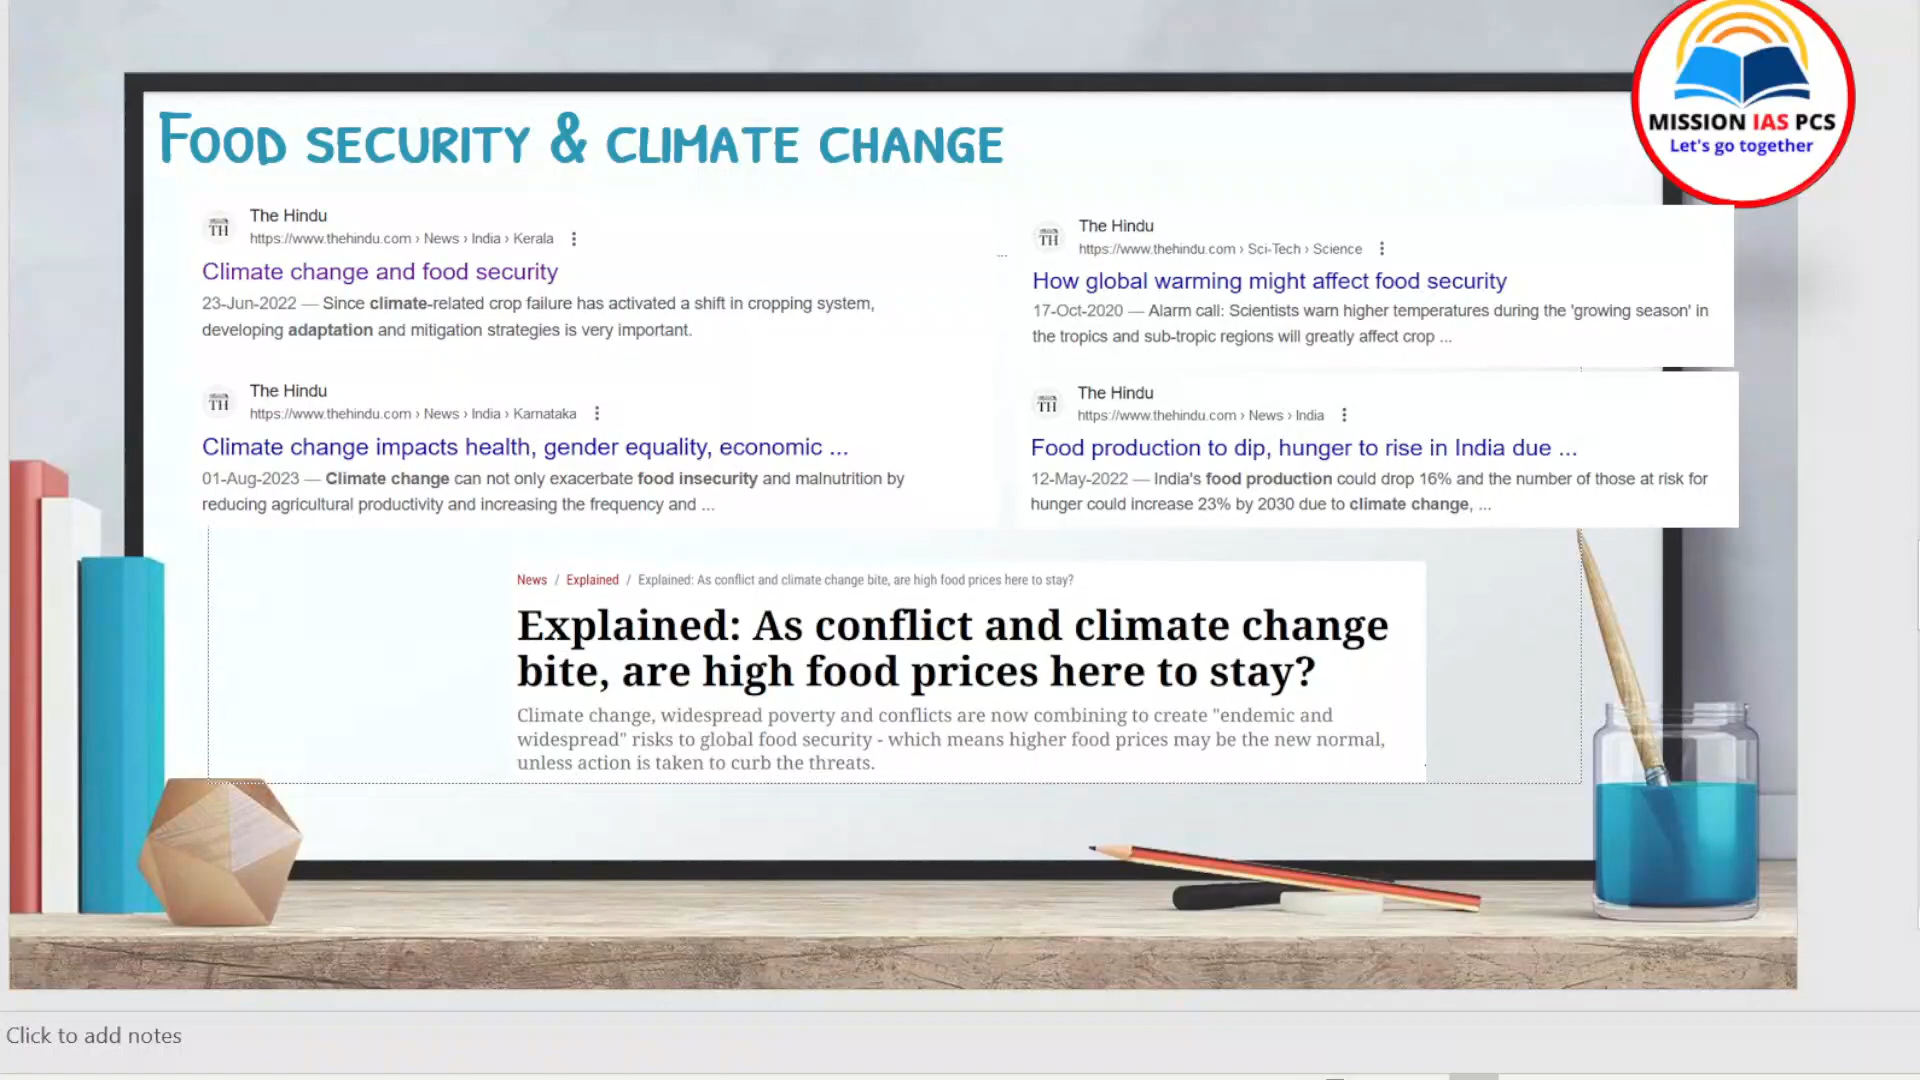 MISSION IAS PCS
Let's go together
FOOD SECURITY & CLIMATE CHANGE
The Hindu
https://www.thehindu.com › News › India › Kerala
Climate change and food security
23-Jun-2022 — Since climate-related crop failure has activated a shift in cropping system,
developing adaptation and mitigation strategies is very important.
...
TH
The Hindu
https://www.thehindu.com › Sci-Tech › Science
How global warming might affect food security
17-Oct-2020 — Alarm call: Scientists warn higher temperatures during the 'growing season' in
the tropics and sub-tropic regions will greatly affect crop ...
TH
The Hindu
https://www.thehindu.com › News › India › Karnataka
Climate change impacts health, gender equality, economic ...
01-Aug-2023 — Climate change can not only exacerbate food insecurity and malnutrition by
reducing agricultural productivity and increasing the frequency and ...
TH
The Hindu
https://www.thehindu.com › News › India
Food production to dip, hunger to rise in India due ...
12-May-2022 — India's food production could drop 16% and the number of those at risk for
hunger could increase 23% by 2030 due to climate change, ...
TH
News / Explained / Explained: As conflict and climate change bite, are high food prices here to stay?
Explained: As conflict and climate change
bite, are high food prices here to stay?
Climate change, widespread poverty and conflicts are now combining to create "endemic and
widespread" risks to global food security - which means higher food prices may be the new normal,
unless action is taken to curb the threats.
Click to add notes